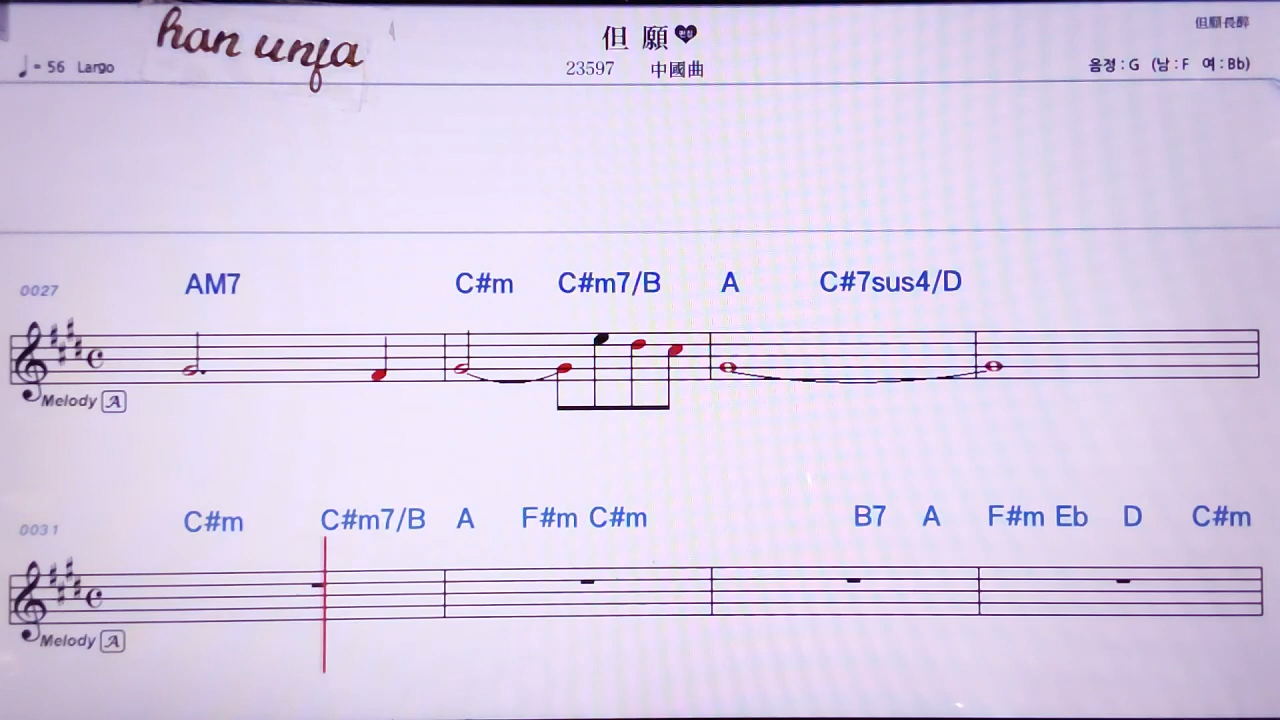 han unja
但 願
但願長醉
♩= 56 Largo
23597 中國曲
음정 : G (남 : F 여 : Bb)
0027 AM7 C#m C#m7/B A C#7sus4/D
Melody A
0031 C#m C#m7/B A F#m C#m B7 A F#m Eb D C#m
Melody A